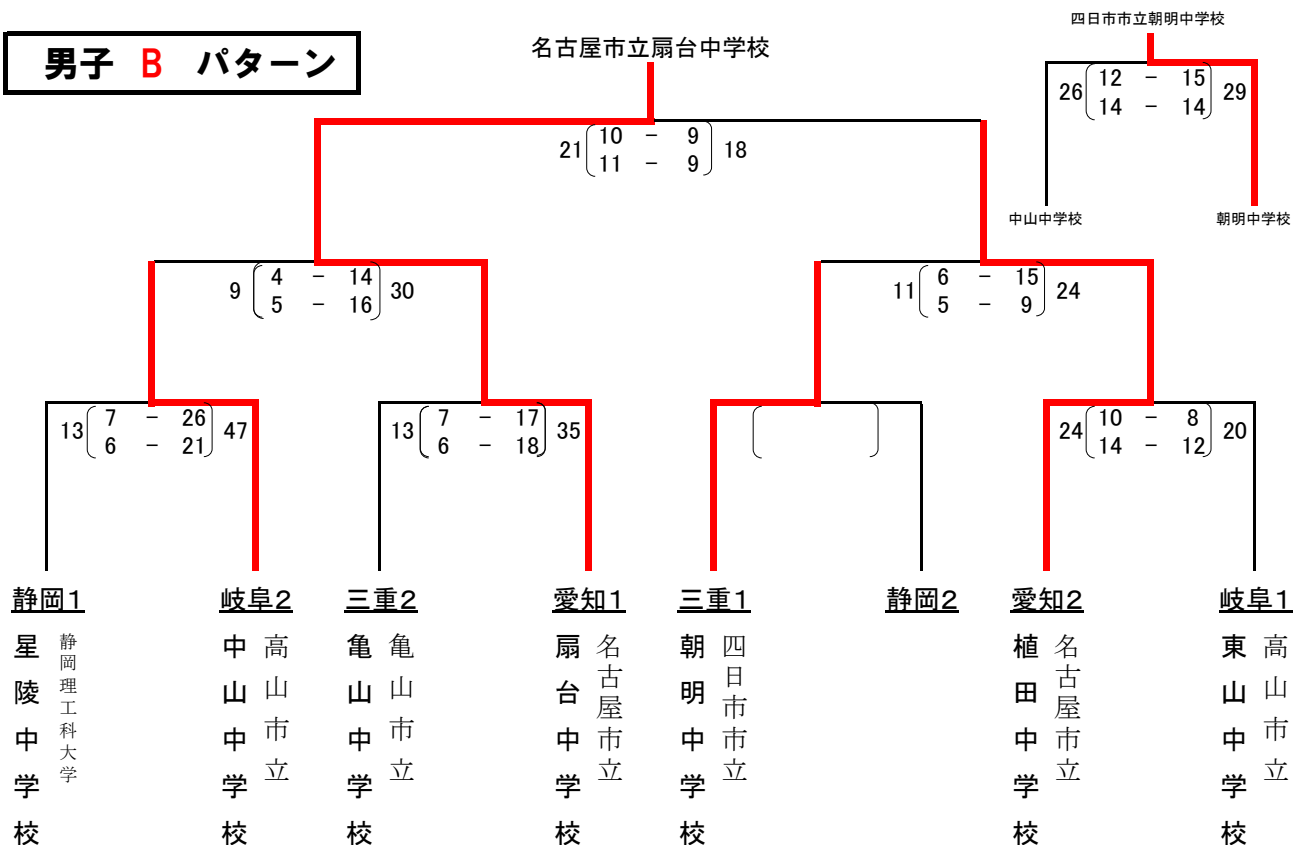 男子 B パターン
名古屋市立扇台中学校
四日市市立朝明中学校
26 12 - 15 29
14 - 14
中山中学校 朝明中学校
21 10 - 9 18
11 - 9
9 4 - 14 30
5 - 16
11 6 - 15 24
5 - 9
13 7 - 26 47
6 - 21
13 7 - 17 35
6 - 18
24 10 - 8 20
14 - 12
静岡1 岐阜2 三重2 愛知1 三重1 静岡2 愛知2 岐阜1
静岡理工科大学
星陵中学校
高山市立
中山中学校
亀山市立
亀山中学校
名古屋市立
扇台中学校
四日市市立
朝明中学校
名古屋市立
植田中学校
高山市立
東山中学校